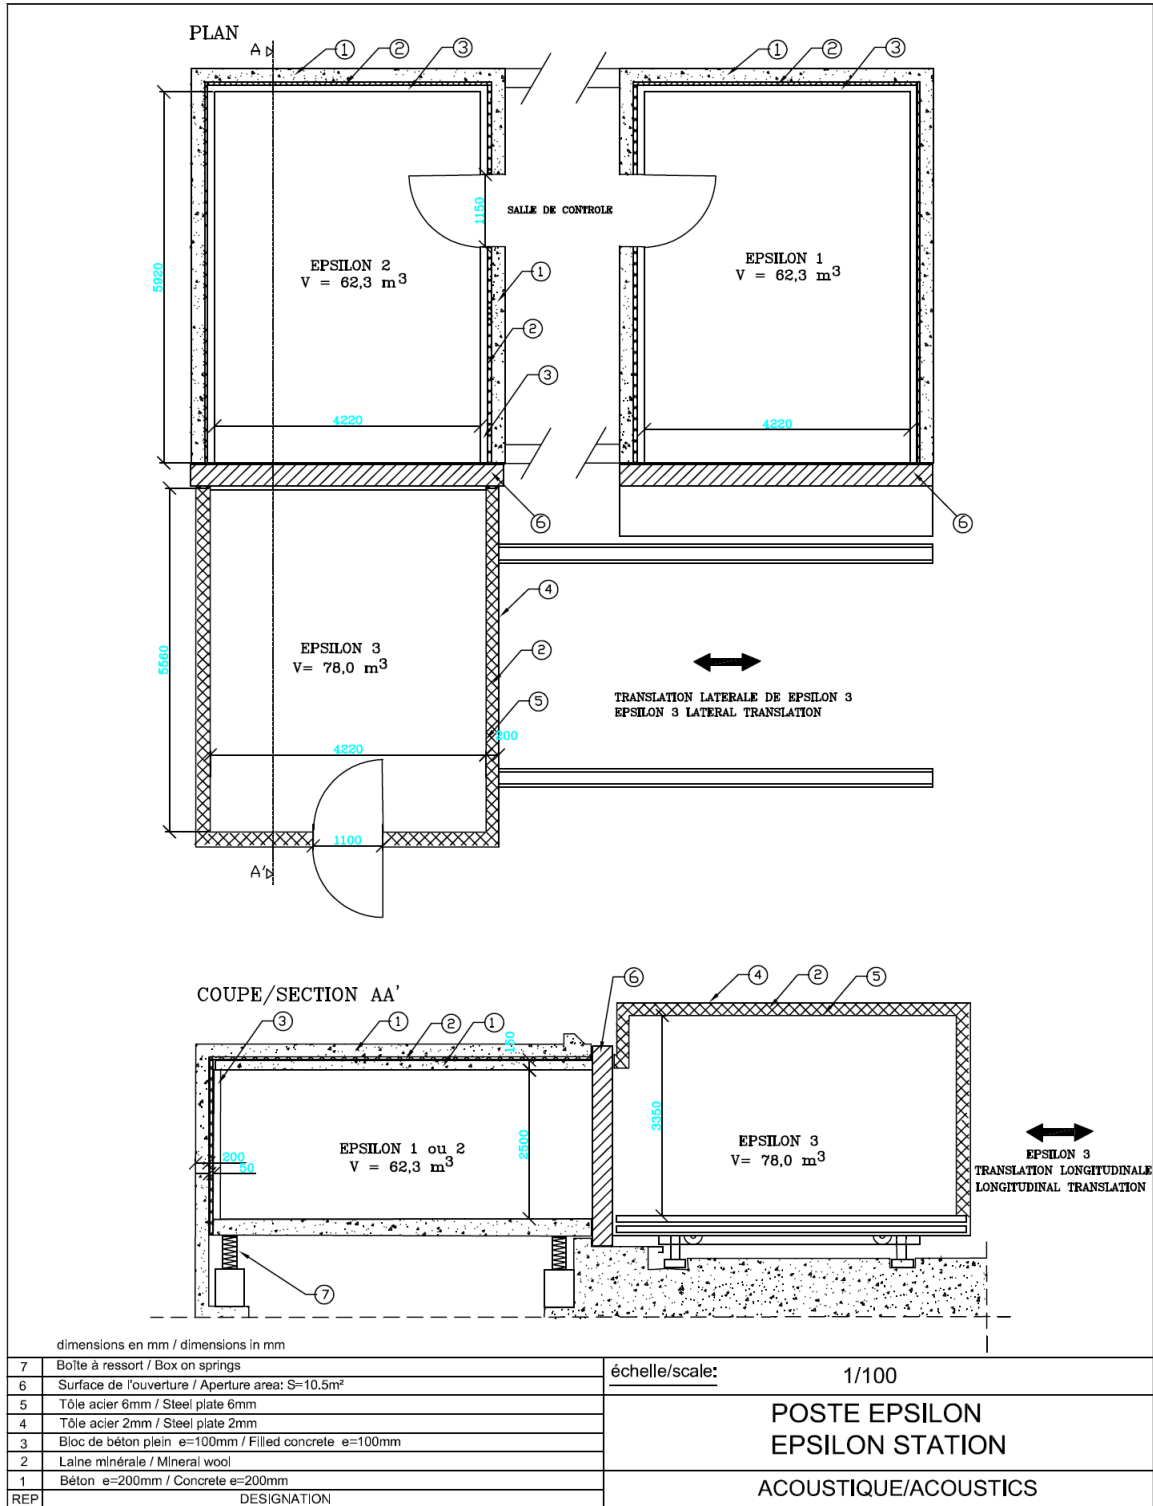 PLAN
A
1
2
3
1
2
3
1150
SALLE DE CONTROLE
EPSILON 2
V = 62,3 m³
EPSILON 1
V = 62,3 m³
5920
1
2
3
4220
4220
6
6
4
EPSILON 3
V= 78,0 m³
2
5560
TRANSLATION LATERALE DE EPSILON 3
EPSILON 3 LATERAL TRANSLATION
5
200
4220
1100
A'
COUPE/SECTION AA'
6
4
2
5
3
1
2
1
150
3350
2500
EPSILON 1 ou 2
V = 62,3 m³
200
50
EPSILON 3
V= 78,0 m³
EPSILON 3
TRANSLATION LONGITUDINALE
LONGITUDINAL TRANSLATION
7
dimensions en mm / dimensions in mm
7 Boîte à ressort / Box on springs
6 Surface de l'ouverture / Aperture area: S=10.5m²
5 Tôle acier 6mm / Steel plate 6mm
4 Tôle acier 2mm / Steel plate 2mm
3 Bloc de béton plein e=100mm / Filled concrete e=100mm
2 Laine minérale / Mineral wool
1 Béton e=200mm / Concrete e=200mm
REP DESIGNATION
échelle/scale: 1/100
POSTE EPSILON
EPSILON STATION
ACOUSTIQUE/ACOUSTICS